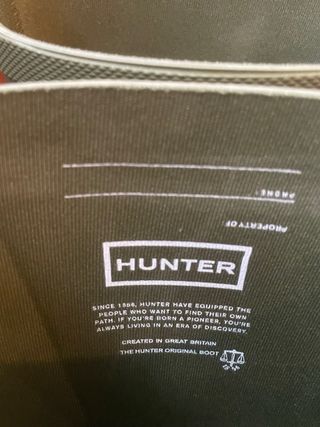 PROPERTY OF
PHONE
HUNTER
SINCE 1856, HUNTER HAVE EQUIPPED THE
PEOPLE WHO WANT TO FIND THEIR OWN
PATH. IF YOU'RE BORN A PIONEER, YOU'RE
ALWAYS LIVING IN AN ERA OF DISCOVERY.
CREATED IN GREAT BRITAIN
THE HUNTER ORIGINAL BOOT